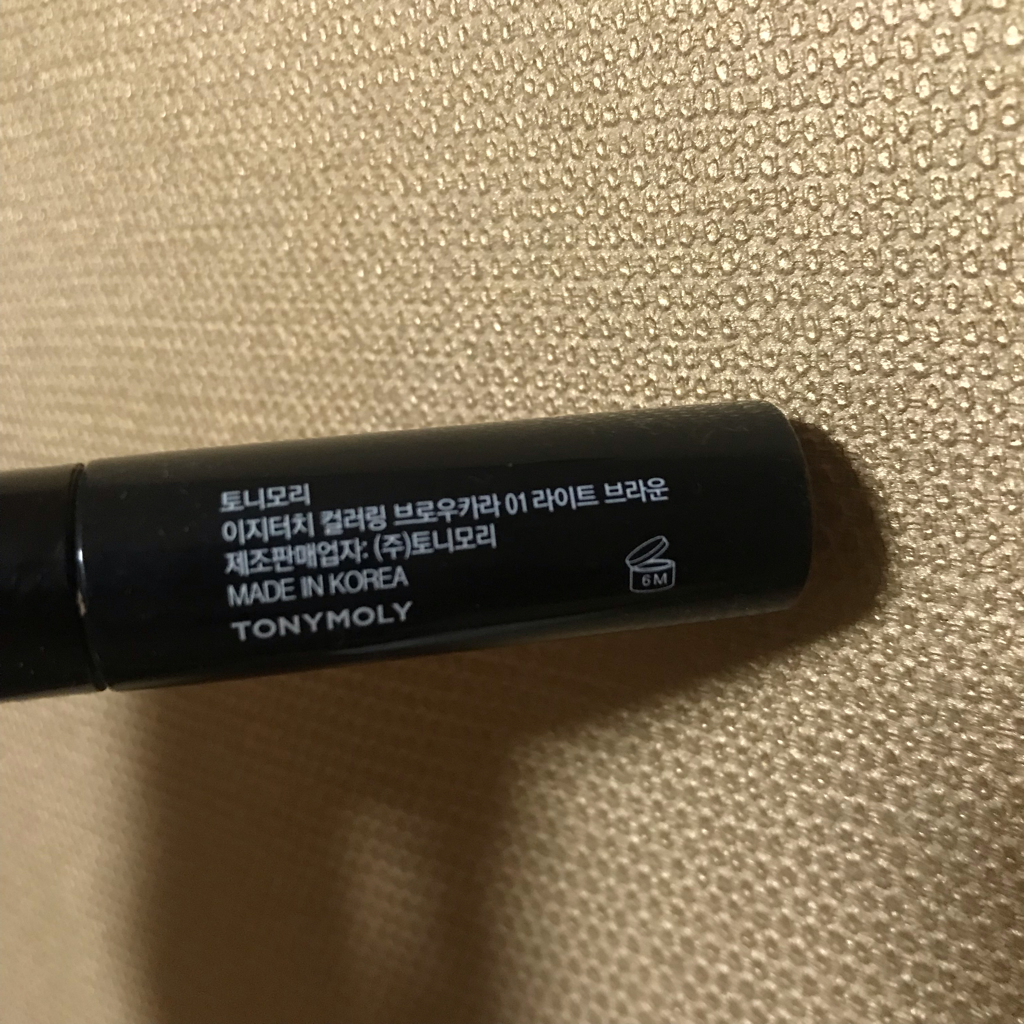 토니모리
이지터치 컬러링 브로우카라 01 라이트 브라운
제조판매업자: (주)토니모리
MADE IN KOREA
TONYMOLY
6M